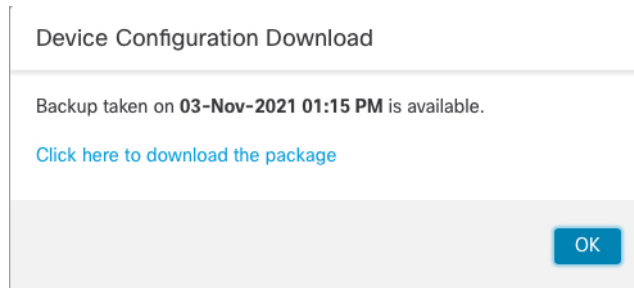 Device Configuration Download
Backup taken on 03-Nov-2021 01:15 PM is available.
Click here to download the package
OK